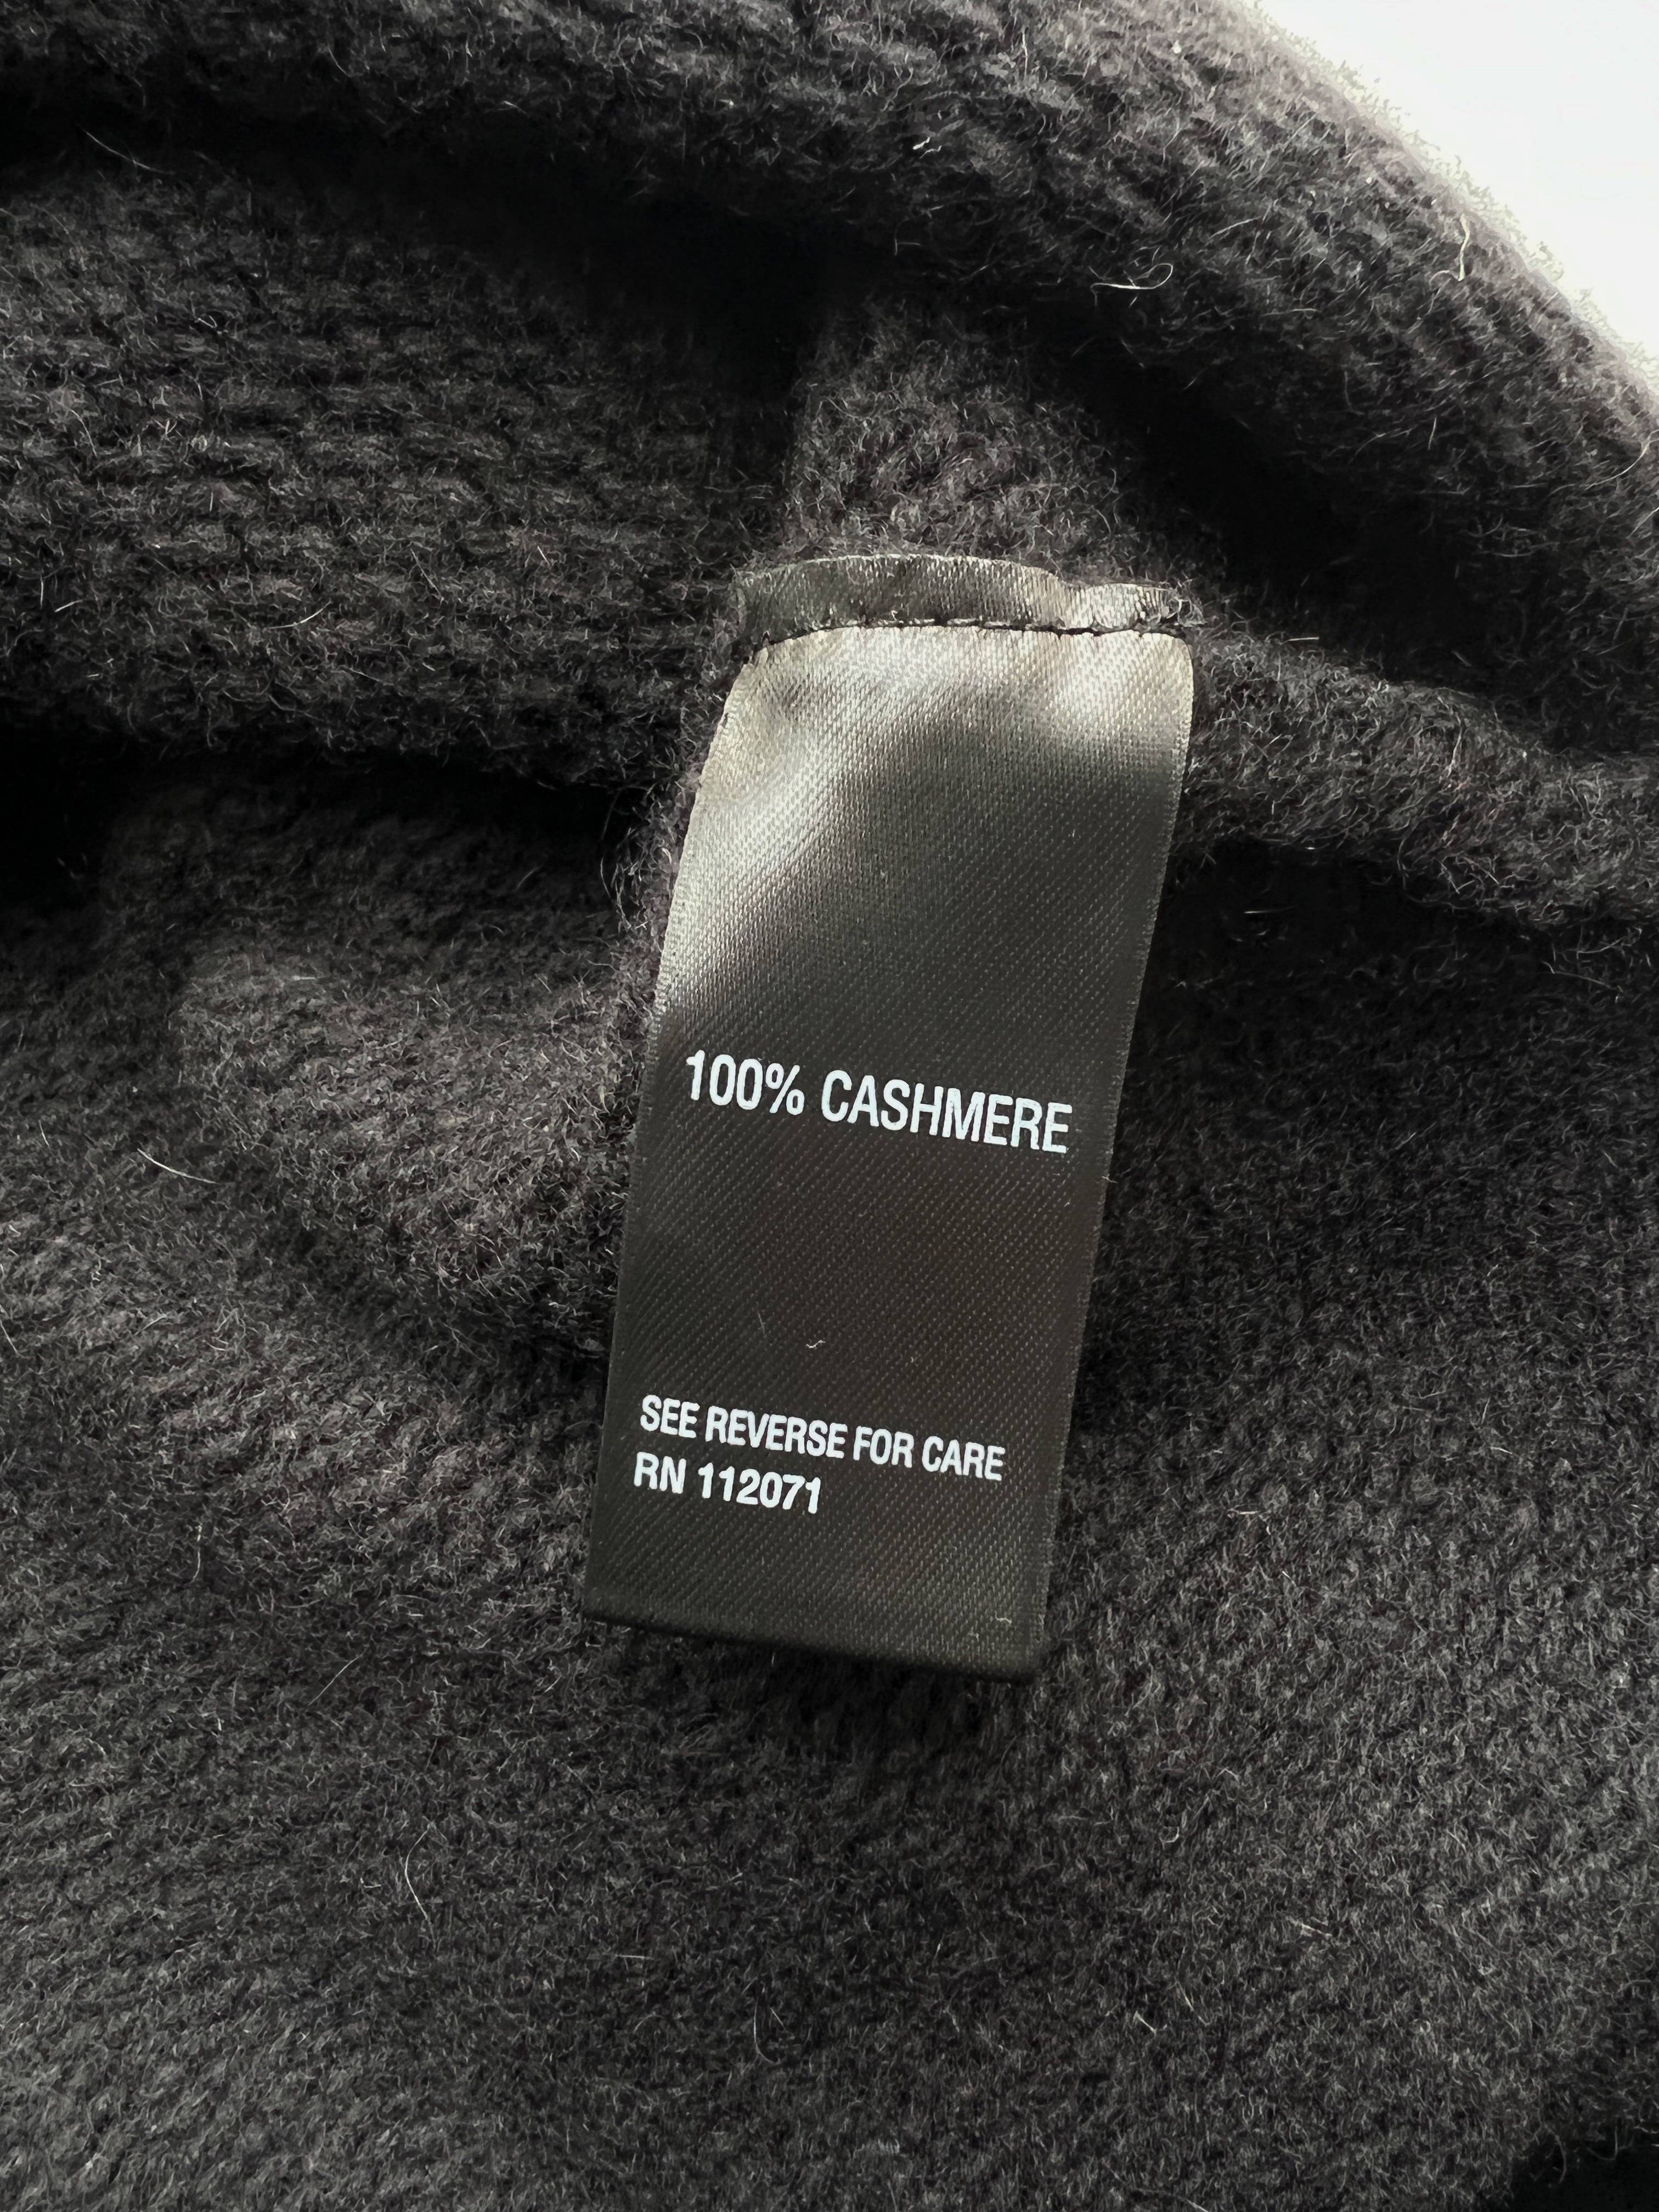 100% CASHMERE
SEE REVERSE FOR CARE
RN 112071